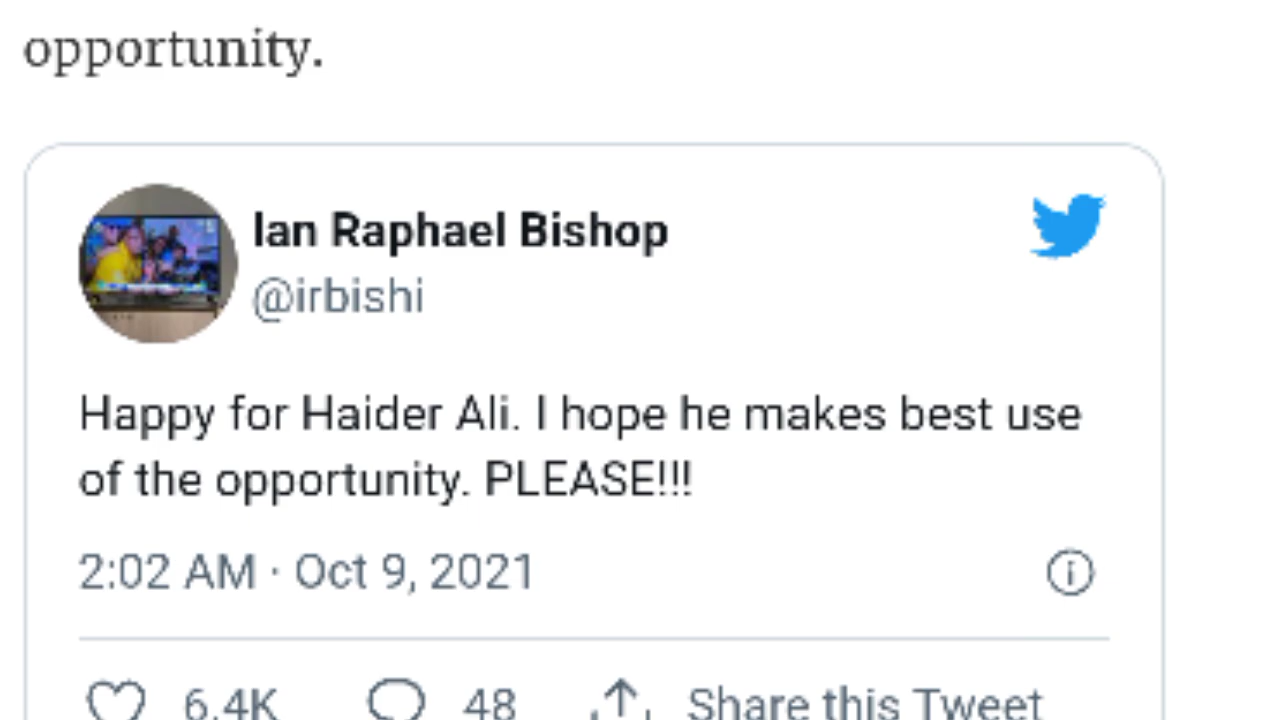 opportunity.
Ian Raphael Bishop
@irbishi
Happy for Haider Ali. I hope he makes best use
of the opportunity. PLEASE!!!
2:02 AM · Oct 9, 2021
6.4K 48 Share this Tweet